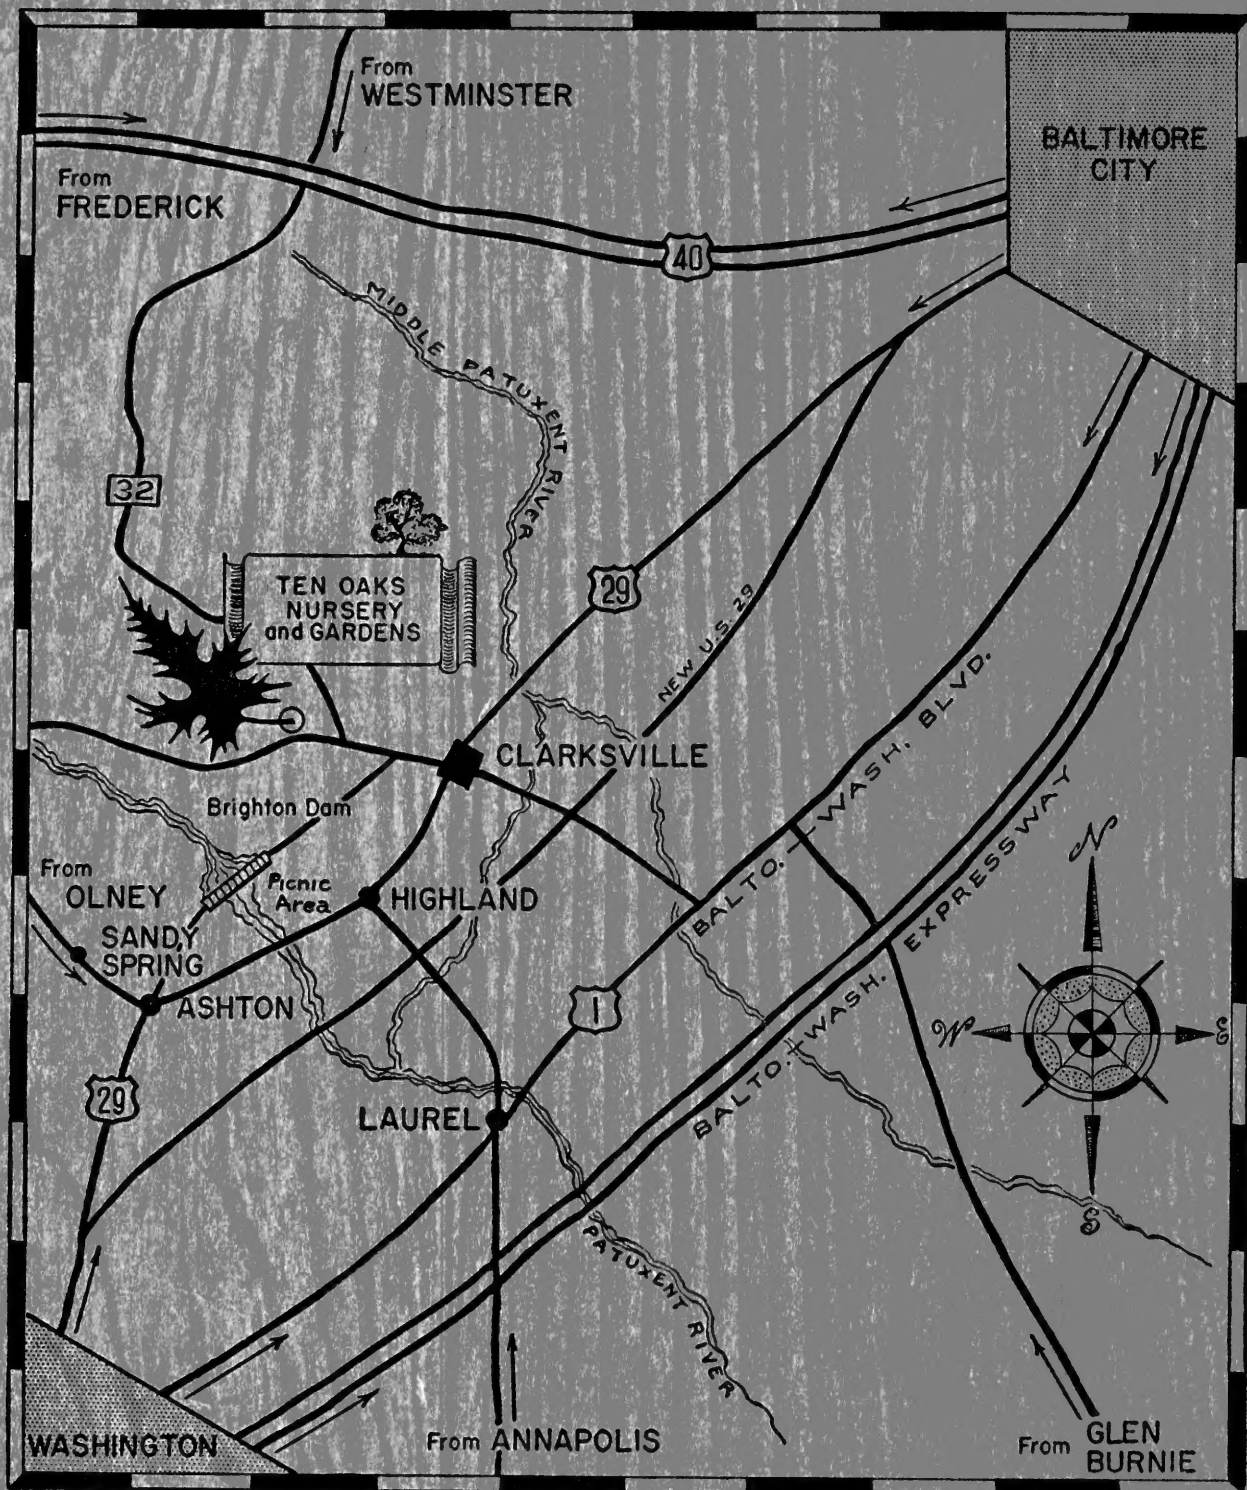 From
WESTMINSTER
BALTIMORE
CITY
From
FREDERICK
40
MIDDLE PATUXENT RIVER
32
TEN OAKS
NURSERY
and GARDENS
29
NEW U.S. 29
CLARKSVILLE
BALTO. - WASH. BLVD.
Brighton Dam
From
OLNEY
Picnic
Area
HIGHLAND
SANDY
SPRING
ASHTON
BALTO. - WASH. EXPRESSWAY
N
W
E
S
1
29
LAUREL
PATUXENT RIVER
WASHINGTON
From ANNAPOLIS
From GLEN
BURNIE